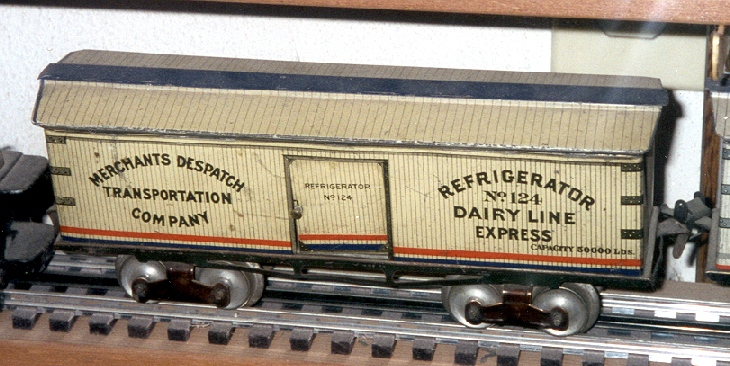 MERCHANTS DESPATCH
TRANSPORTATION
COMPANY
REFRIGERATOR
No 124
REFRIGERATOR
No 124
DAIRY LINE
EXPRESS
CAPACITY 50000 LBS